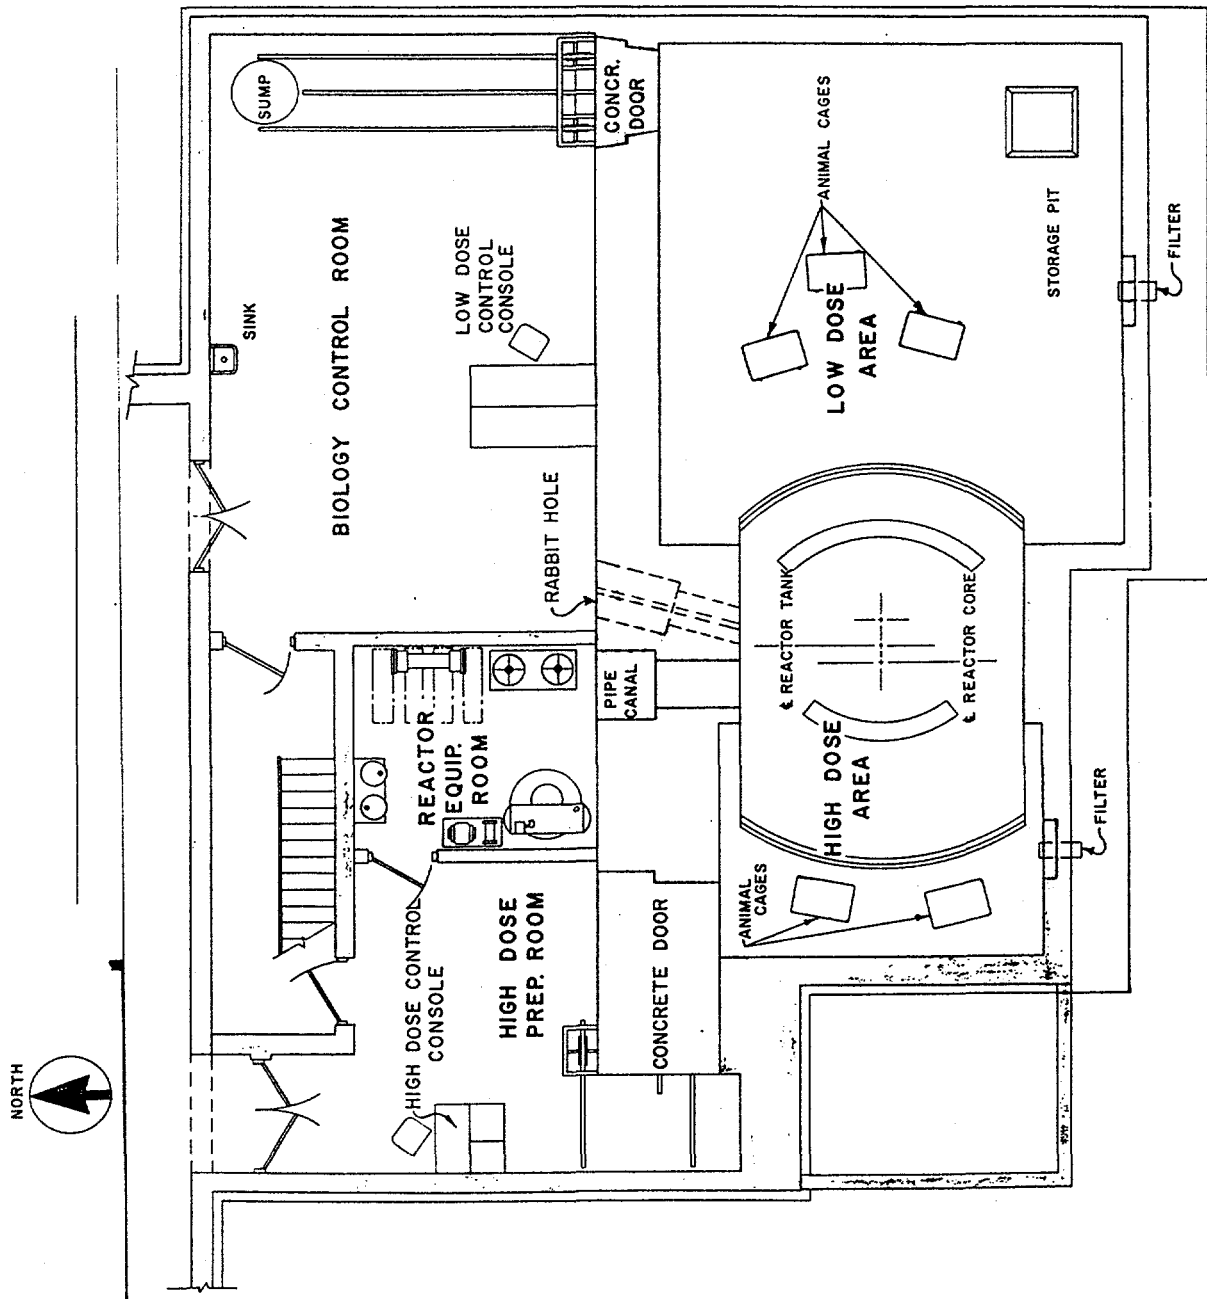 NORTH
SUMP
CONCR.
DOOR
ANIMAL CAGES
STORAGE PIT
FILTER
BIOLOGY CONTROL ROOM
SINK
LOW DOSE
CONTROL
CONSOLE
LOW DOSE
AREA
RABBIT HOLE
℄ REACTOR TANK
℄ REACTOR CORE
PIPE
CANAL
REACTOR
EQUIP.
ROOM
HIGH DOSE
AREA
FILTER
ANIMAL
CAGES
HIGH DOSE CONTROL
CONSOLE
HIGH DOSE
PREP. ROOM
CONCRETE DOOR